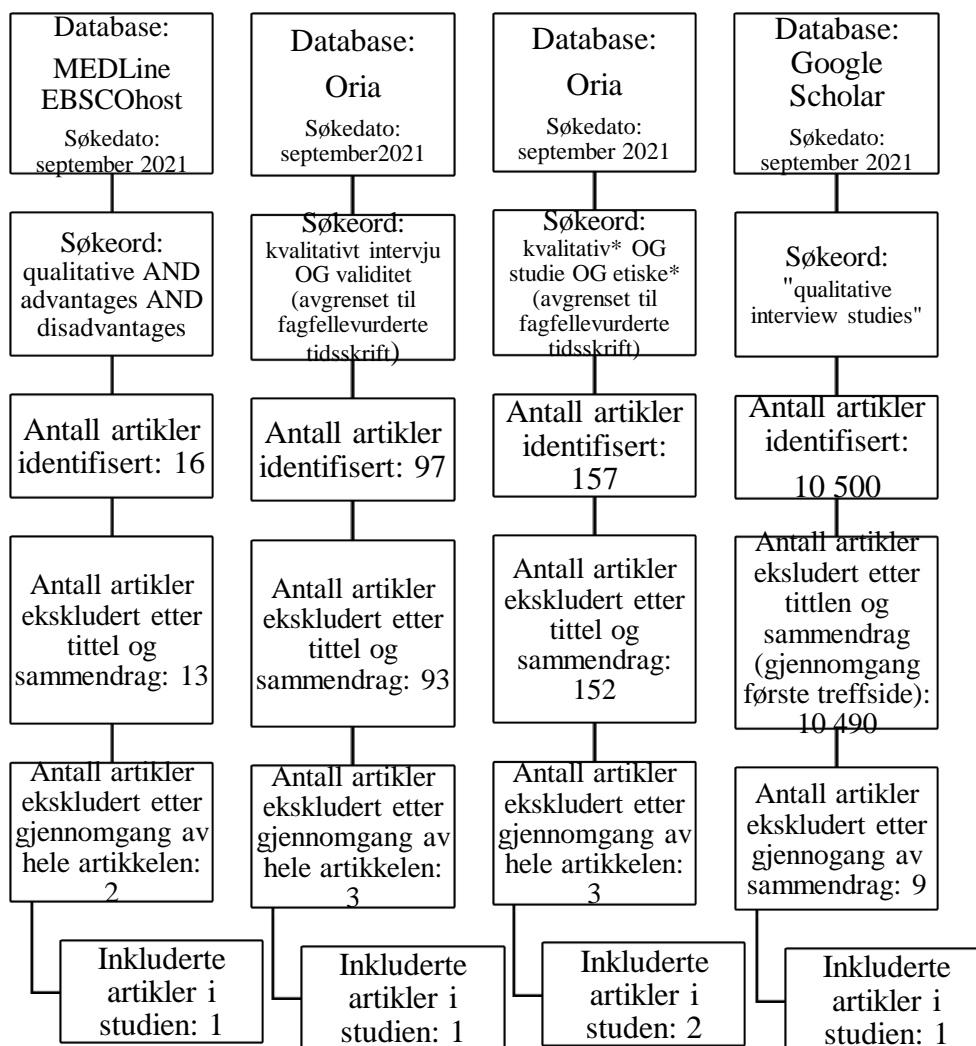 Database:
MEDLine
EBSCOhost
Søkedato:
september 2021
Søkeord:
qualitative AND
advantages AND
disadvantages
Antall artikler
identifisert: 16
Antall artikler
ekskludert etter
tittel og
sammendrag: 13
Antall artikler
ekskludert etter
gjennomgang av
hele artikkelen:
2
Inkluderte
artikler i
studien: 1
Database:
Oria
Søkedato:
september2021
Søkeord:
kvalitativt intervju
OG validitet
(avgrenset til
fagfellevurderte
tidsskrift)
Antall artikler
identifisert: 97
Antall artikler
ekskludert etter
tittel og
sammendrag: 93
Antall artikler
ekskludert etter
gjennomgang av
hele artikkelen:
3
Inkluderte
artikler i
studien: 1
Database:
Oria
Søkedato:
september 2021
Søkeord:
kvalitativ* OG
studie OG etiske*
(avgrenset til
fagfellevurderte
tidsskrift)
Antall artikler
identifisert:
157
Antall artikler
ekskludert etter
tittel og
sammendrag:
152
Antall artikler
ekskludert etter
gjennomgang av
hele artikkelen:
3
Inkluderte
artikler i
studen: 2
Database:
Google
Scholar
Søkedato:
september 2021
Søkeord:
"qualitative
interview studies"
Antall artikler
identifisert:
10 500
Antall artikler
eksludert etter
tittlen og
sammendrag
(gjennomgang
første treffside):
10 490
Antall artikler
ekskludert etter
gjennogang av
sammendrag: 9
Inkluderte
artikler i
studien: 1